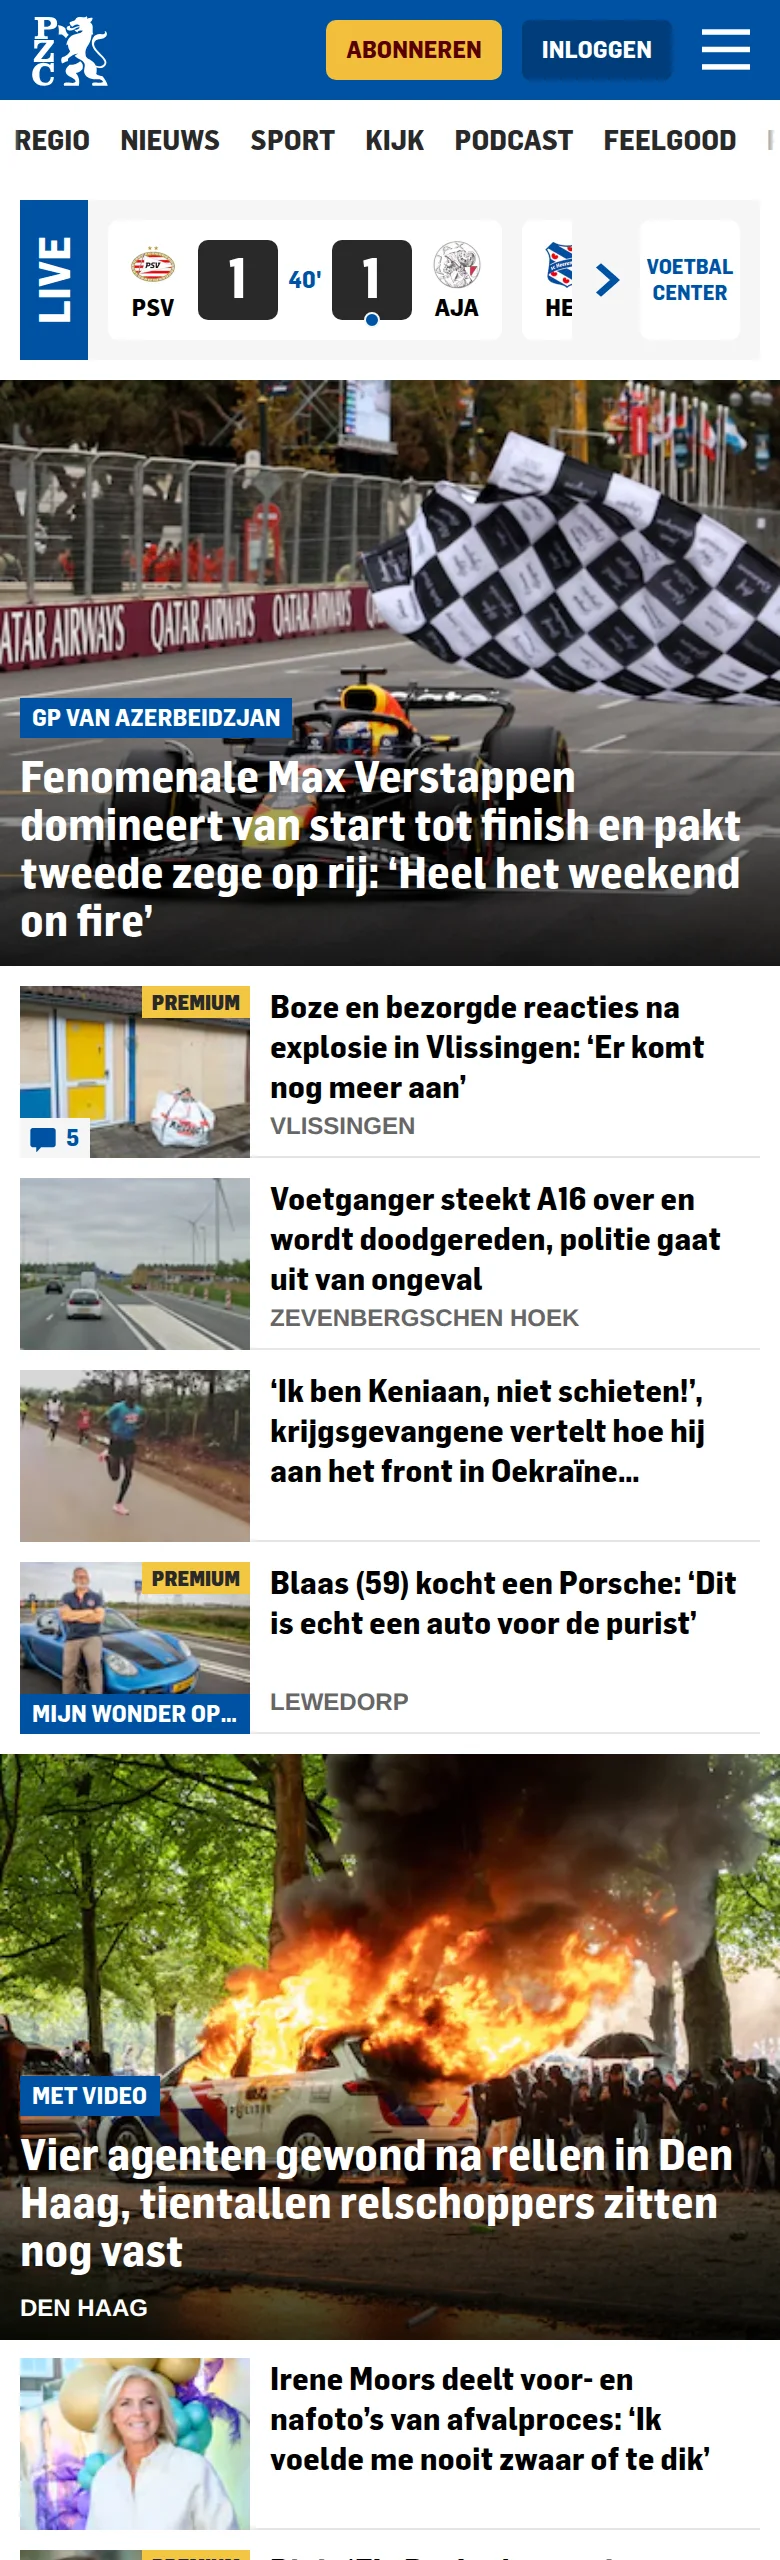 PZC
ABONNEREN
INLOGGEN
REGIO NIEUWS SPORT KIJK PODCAST FEELGOOD
LIVE
PSV
1
40'
1
AJA
HE
VOETBAL
CENTER
QATAR AIRWAYS QATAR AIRWAYS
GP VAN AZERBEIDZJAN
Fenomenale Max Verstappen
domineert van start tot finish en pakt
tweede zege op rij: ‘Heel het weekend
on fire’
PREMIUM
5
Boze en bezorgde reacties na
explosie in Vlissingen: ‘Er komt
nog meer aan’
VLISSINGEN
Voetganger steekt A16 over en
wordt doodgereden, politie gaat
uit van ongeval
ZEVENBERGSCHEN HOEK
‘Ik ben Keniaan, niet schieten!’,
krijgsgevangene vertelt hoe hij
aan het front in Oekraïne...
PREMIUM
MIJN WONDER OP...
Blaas (59) kocht een Porsche: ‘Dit
is echt een auto voor de purist’
LEWEDORP
MET VIDEO
Vier agenten gewond na rellen in Den
Haag, tientallen relschoppers zitten
nog vast
DEN HAAG
Irene Moors deelt voor- en
nafoto’s van afvalproces: ‘Ik
voelde me nooit zwaar of te dik’